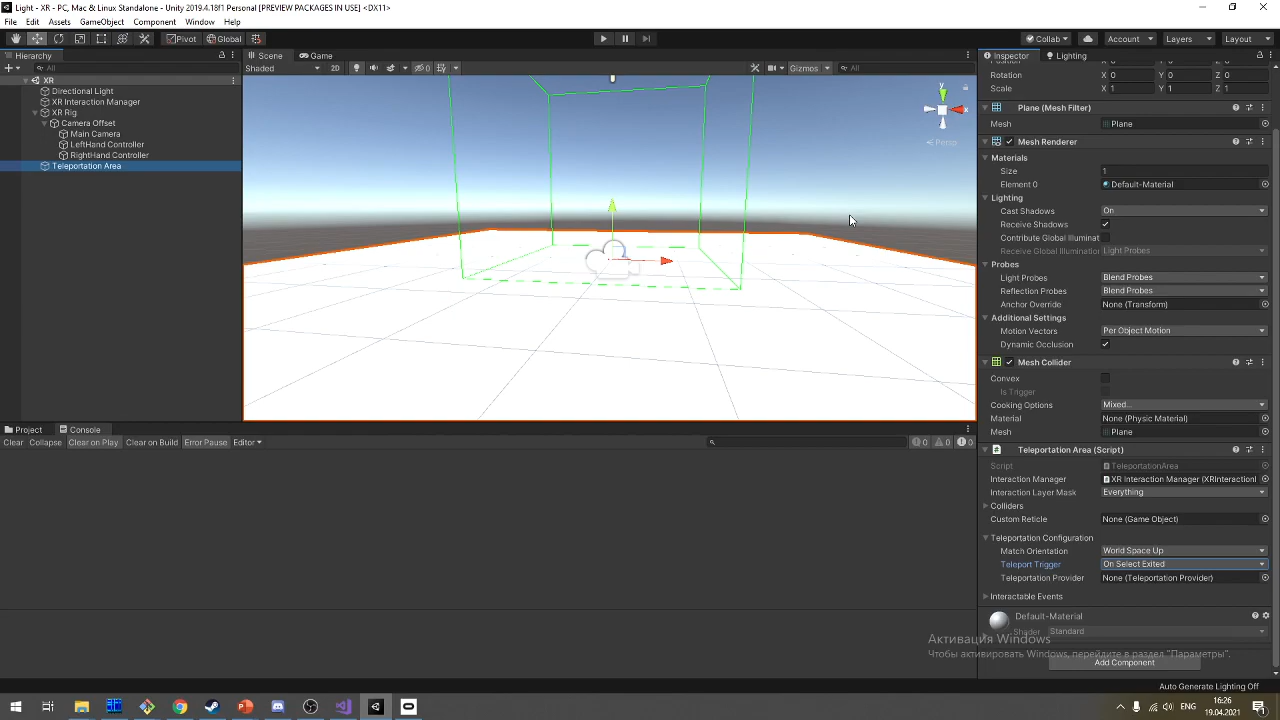 Light - XR - PC, Mac & Linux Standalone - Unity 2019.4.18f1 Personal [PREVIEW PACKAGES IN USE] <DX11>
File Edit Assets GameObject Component Window Help
Pivot Global Collab Account Layers Layout
Hierarchy
All
XR
Directional Light
XR Interaction Manager
XR Rig
Camera Offset
Main Camera
LeftHand Controller
RightHand Controller
Teleportation Area
Scene Game
Shaded 2D 0 Gizmos All
y
x
Persp
Project Console
Clear Collapse Clear on Play Clear on Build Error Pause Editor 0 0 0
Inspector Lighting
Position X 0 Y 0 Z 0
Rotation X 0 Y 0 Z 0
Scale X 1 Y 1 Z 1
Plane (Mesh Filter)
Mesh Plane
Mesh Renderer
Materials
Size 1
Element 0 Default-Material
Lighting
Cast Shadows On
Receive Shadows
Contribute Global Illuminat
Receive Global Illumination Light Probes
Probes
Light Probes Blend Probes
Reflection Probes Blend Probes
Anchor Override None (Transform)
Additional Settings
Motion Vectors Per Object Motion
Dynamic Occlusion
Mesh Collider
Convex
Is Trigger
Cooking Options Mixed...
Material None (Physic Material)
Mesh Plane
Teleportation Area (Script)
Script TeleportationArea
Interaction Manager XR Interaction Manager (XRInteractionI
Interaction Layer Mask Everything
Colliders
Custom Reticle None (Game Object)
Teleportation Configuration
Match Orientation World Space Up
Teleport Trigger On Select Exited
Teleportation Provider None (Teleportation Provider)
Interactable Events
Default-Material
Shader Standard
Активация Windows
Чтобы активировать Windows, перейдите в раздел "Параметры".
Add Component
Auto Generate Lighting Off
16:26
19.04.2021